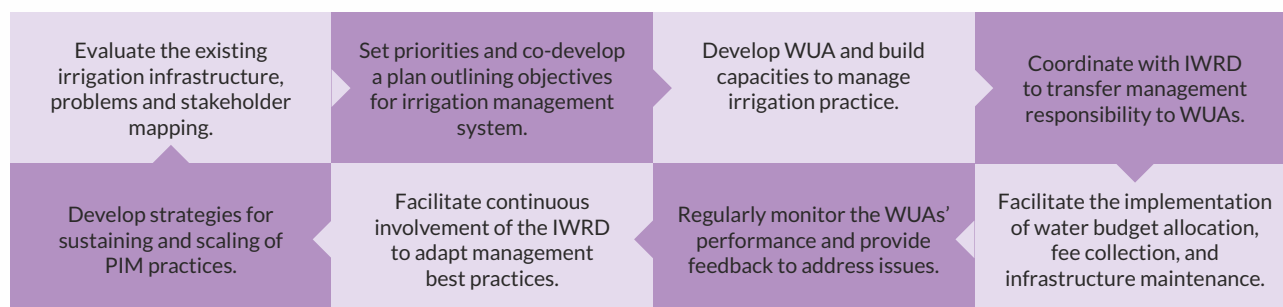 Evaluate the existing
irrigation infrastructure,
problems and stakeholder
mapping.
Set priorities and co-develop
a plan outlining objectives
for irrigation management
system.
Develop WUA and build
capacities to manage
irrigation practice.
Coordinate with IWRD
to transfer management
responsibility to WUAs.
Facilitate the implementation
of water budget allocation,
fee collection, and
infrastructure maintenance.
Regularly monitor the WUAs’
performance and provide
feedback to address issues.
Facilitate continuous
involvement of the IWRD
to adapt management
best practices.
Develop strategies for
sustaining and scaling of
PIM practices.